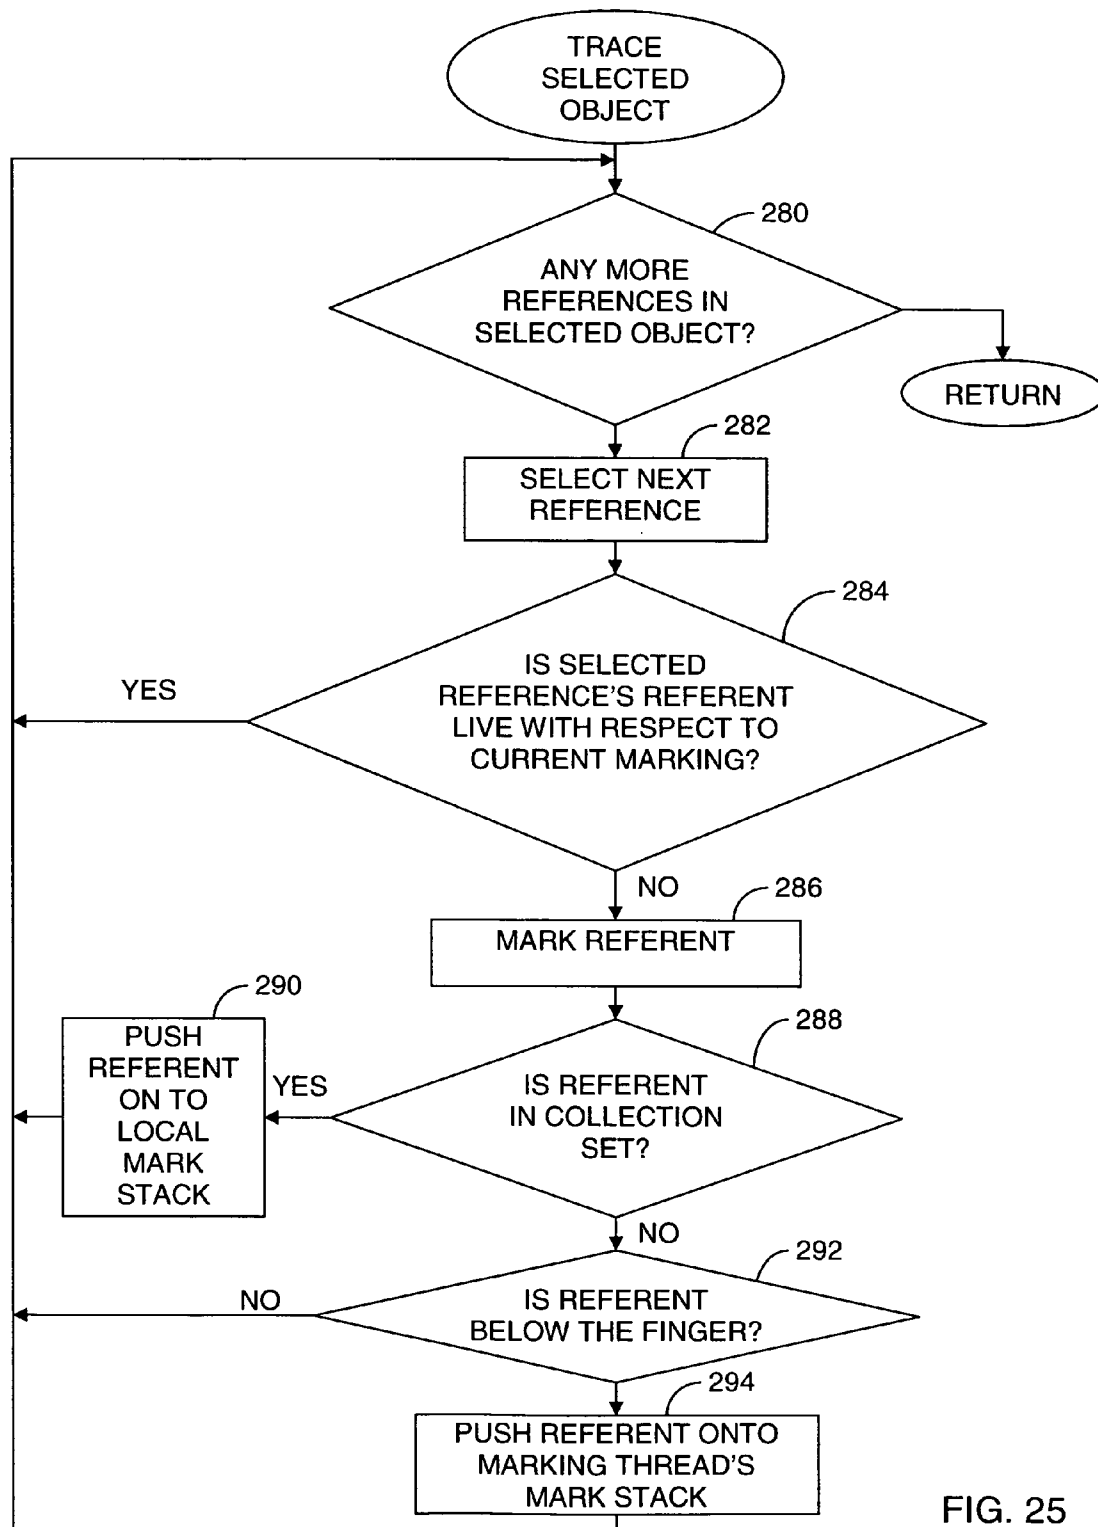 TRACE
SELECTED
OBJECT
280
ANY MORE
REFERENCES IN
SELECTED OBJECT?
RETURN
282
SELECT NEXT
REFERENCE
284
IS SELECTED
REFERENCE'S REFERENT
LIVE WITH RESPECT TO
CURRENT MARKING?
YES
NO
286
MARK REFERENT
288
IS REFERENT
IN COLLECTION
SET?
YES
290
PUSH
REFERENT
ON TO
LOCAL
MARK
STACK
NO
292
IS REFERENT
BELOW THE FINGER?
NO
294
PUSH REFERENT ONTO
MARKING THREAD'S
MARK STACK
FIG. 25